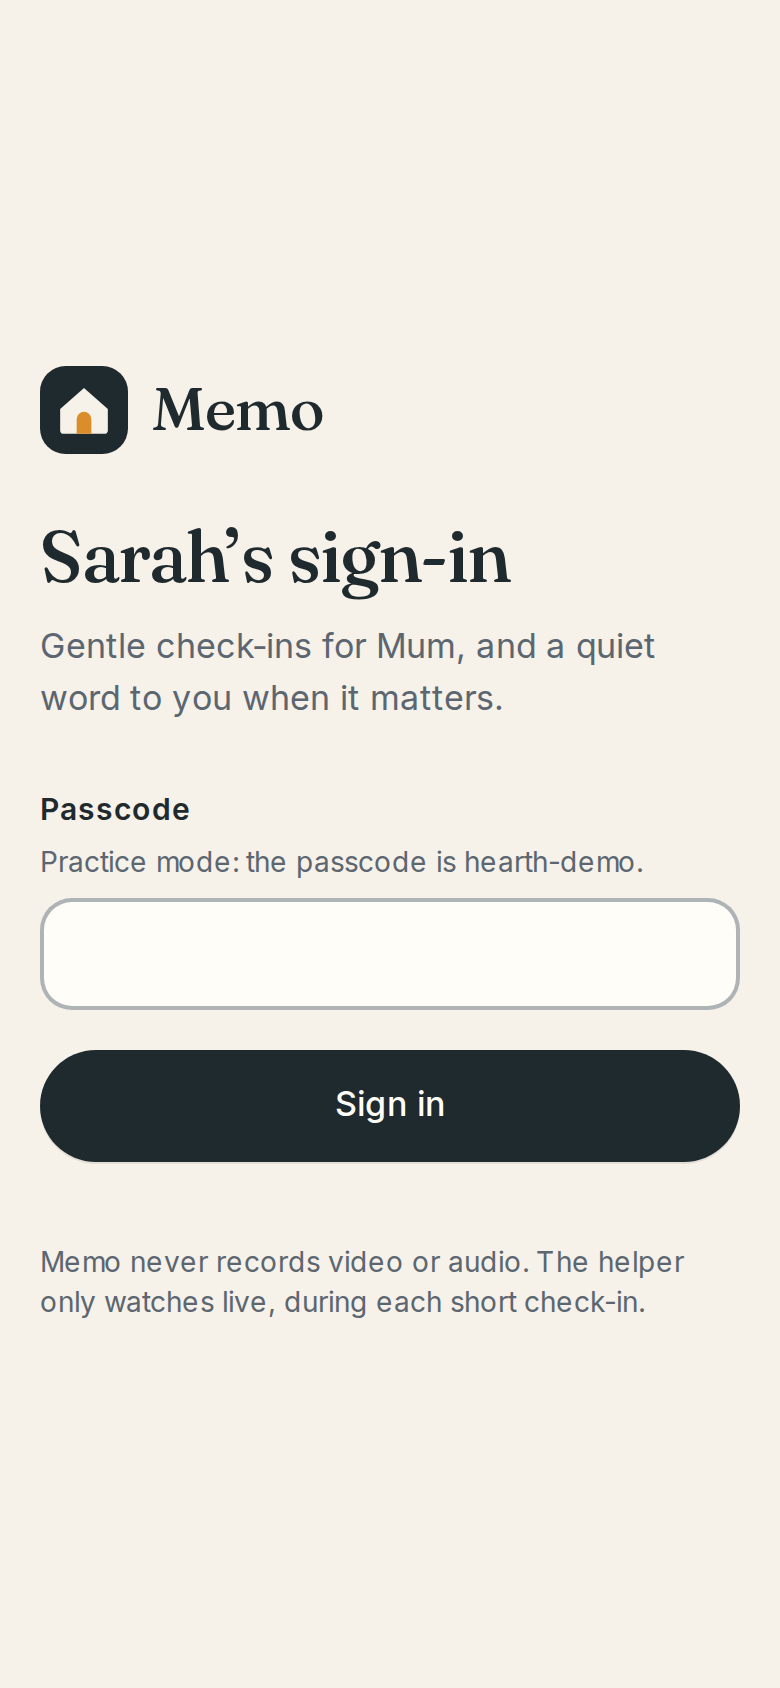 Memo
Sarah’s sign-in
Gentle check-ins for Mum, and a quiet
word to you when it matters.
Passcode
Practice mode: the passcode is hearth-demo.
Sign in
Memo never records video or audio. The helper
only watches live, during each short check-in.